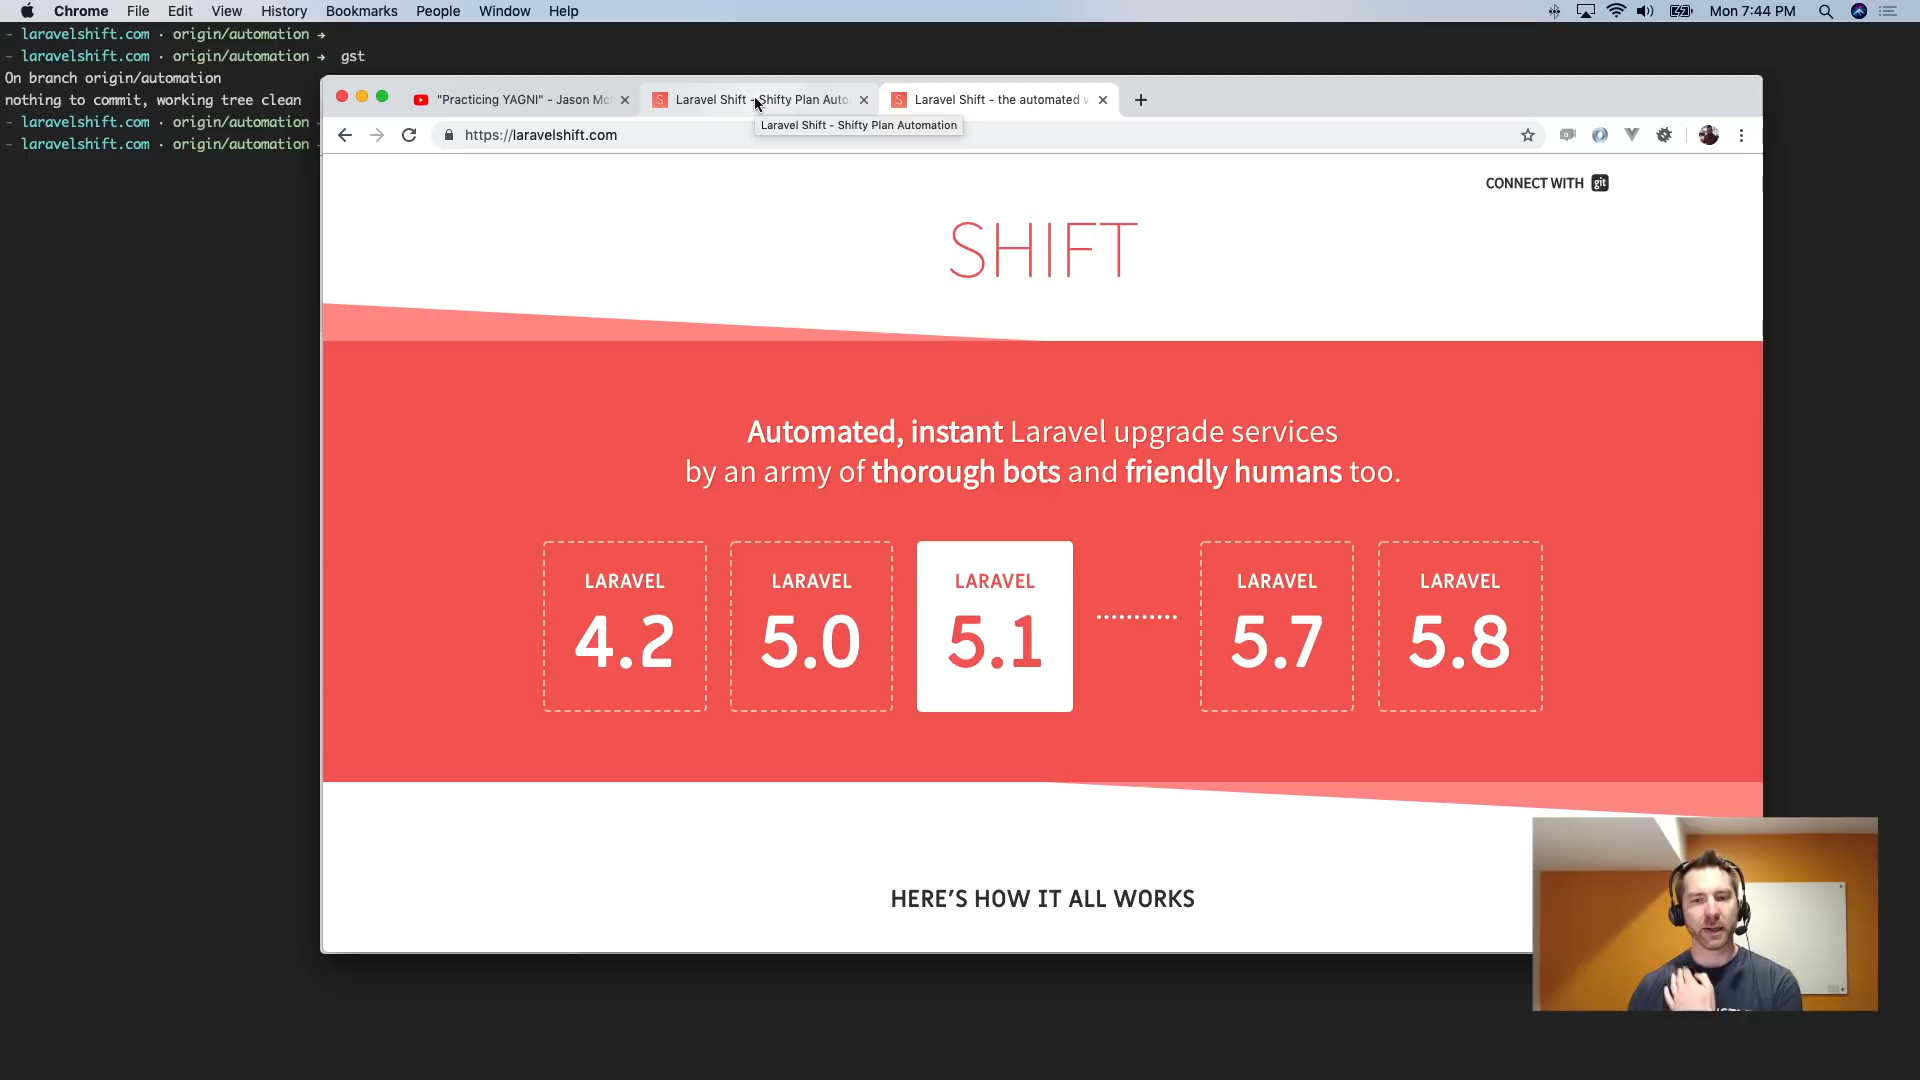 Chrome File Edit View History Bookmarks People Window Help Mon 7:44 PM
- laravelshift.com · origin/automation →
- laravelshift.com · origin/automation → gst
On branch origin/automation
nothing to commit, working tree clean
- laravelshift.com · origin/automation
- laravelshift.com · origin/automation
"Practicing YAGNI" - Jason Mc
Laravel Shift - Shifty Plan Auto
Laravel Shift - the automated
Laravel Shift - Shifty Plan Automation
https://laravelshift.com
CONNECT WITH git
SHIFT
Automated, instant Laravel upgrade services
by an army of thorough bots and friendly humans too.
LARAVEL
4.2
LARAVEL
5.0
LARAVEL
5.1
LARAVEL
5.7
LARAVEL
5.8
HERE'S HOW IT ALL WORKS